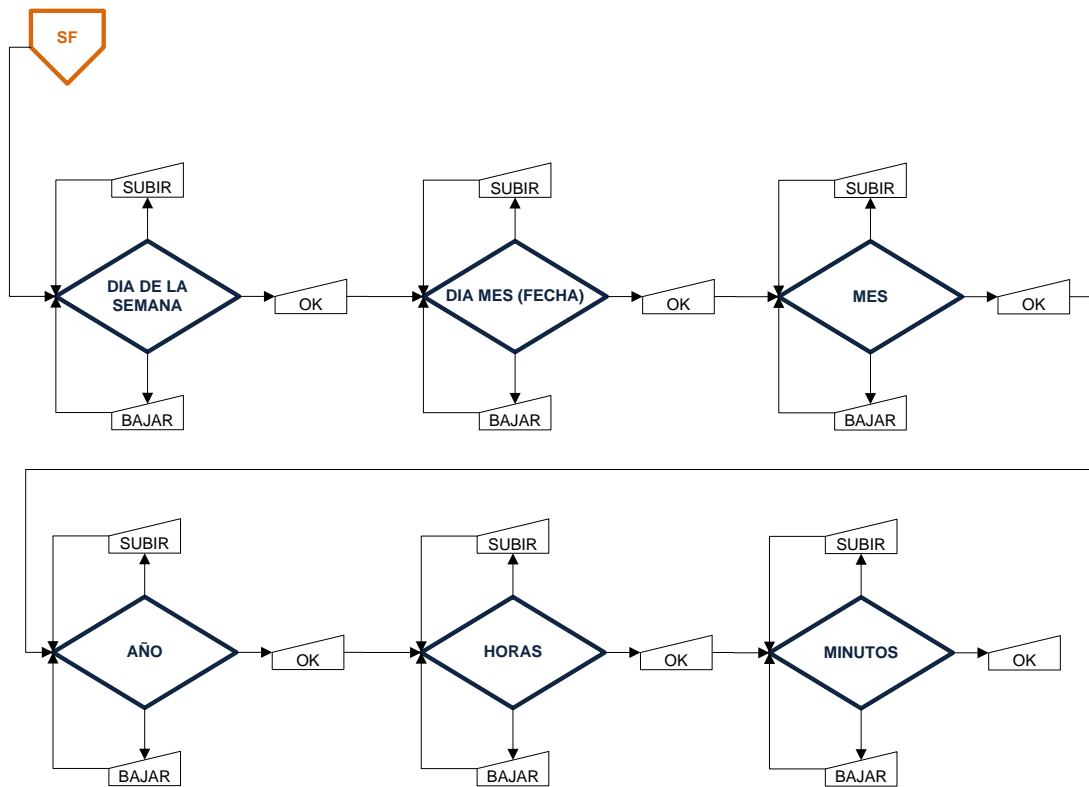 SF
SUBIR
SUBIR
SUBIR
DIA DE LA
SEMANA
OK
DIA MES (FECHA)
OK
MES
OK
BAJAR
BAJAR
BAJAR
SUBIR
SUBIR
SUBIR
AÑO
OK
HORAS
OK
MINUTOS
OK
BAJAR
BAJAR
BAJAR